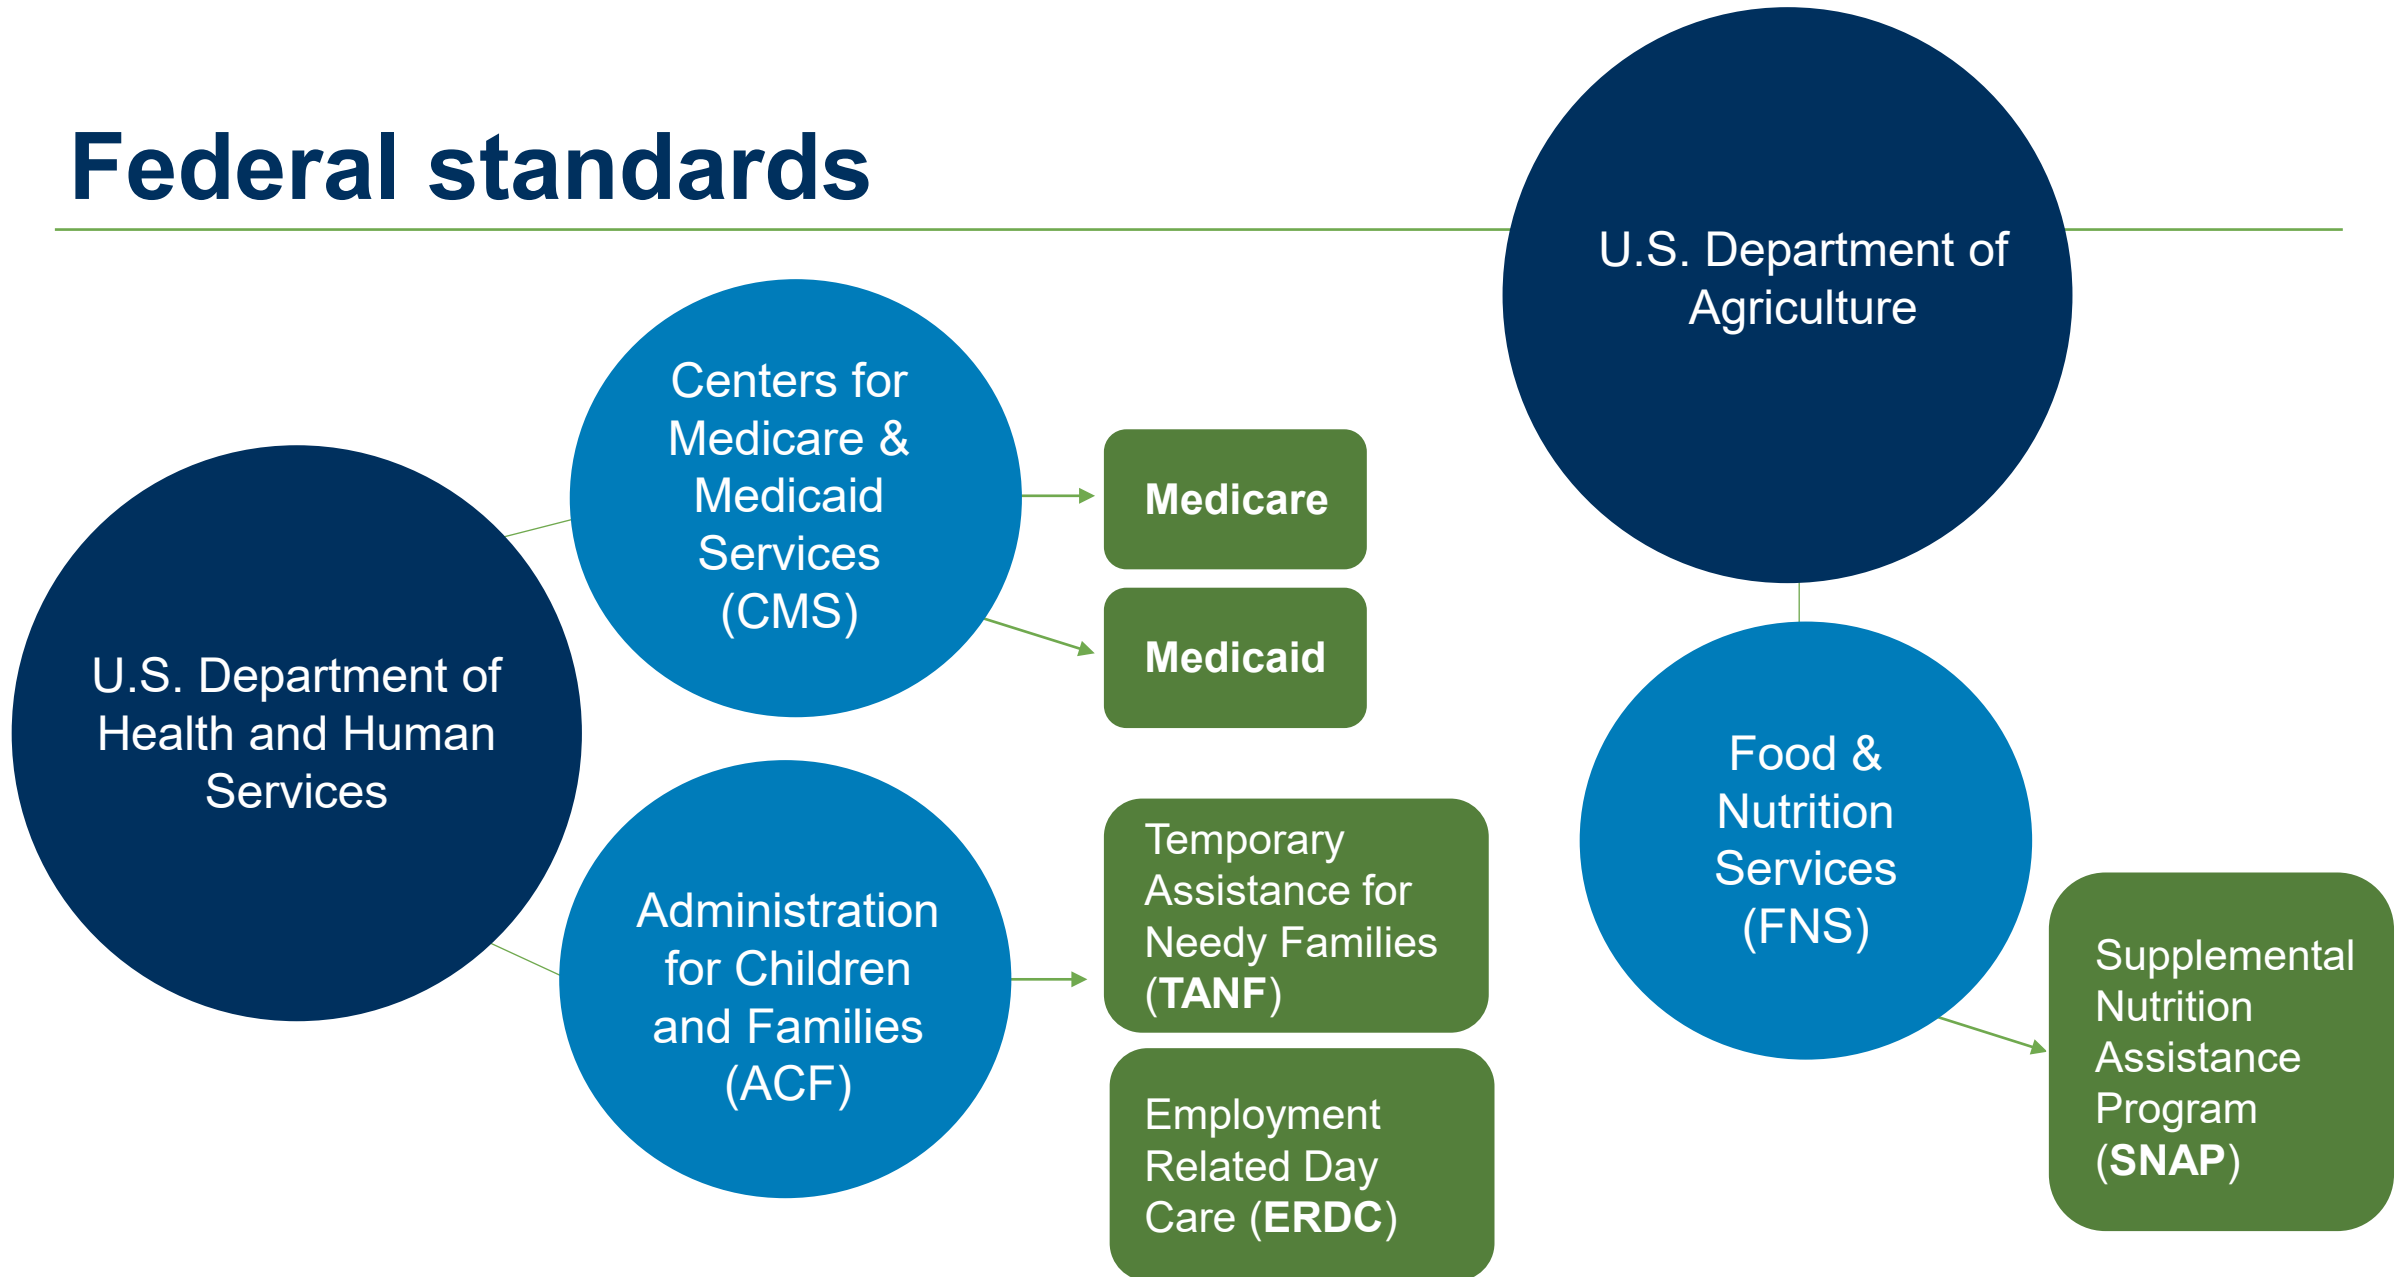 Federal standards
U.S. Department of
Agriculture
Centers for
Medicare &
Medicaid
Services
(CMS)
Medicare
Medicaid
U.S. Department of
Health and Human
Services
Administration
for Children
and Families
(ACF)
Temporary
Assistance for
Needy Families
(TANF)
Employment
Related Day
Care (ERDC)
Food &
Nutrition
Services
(FNS)
Supplemental
Nutrition
Assistance
Program
(SNAP)